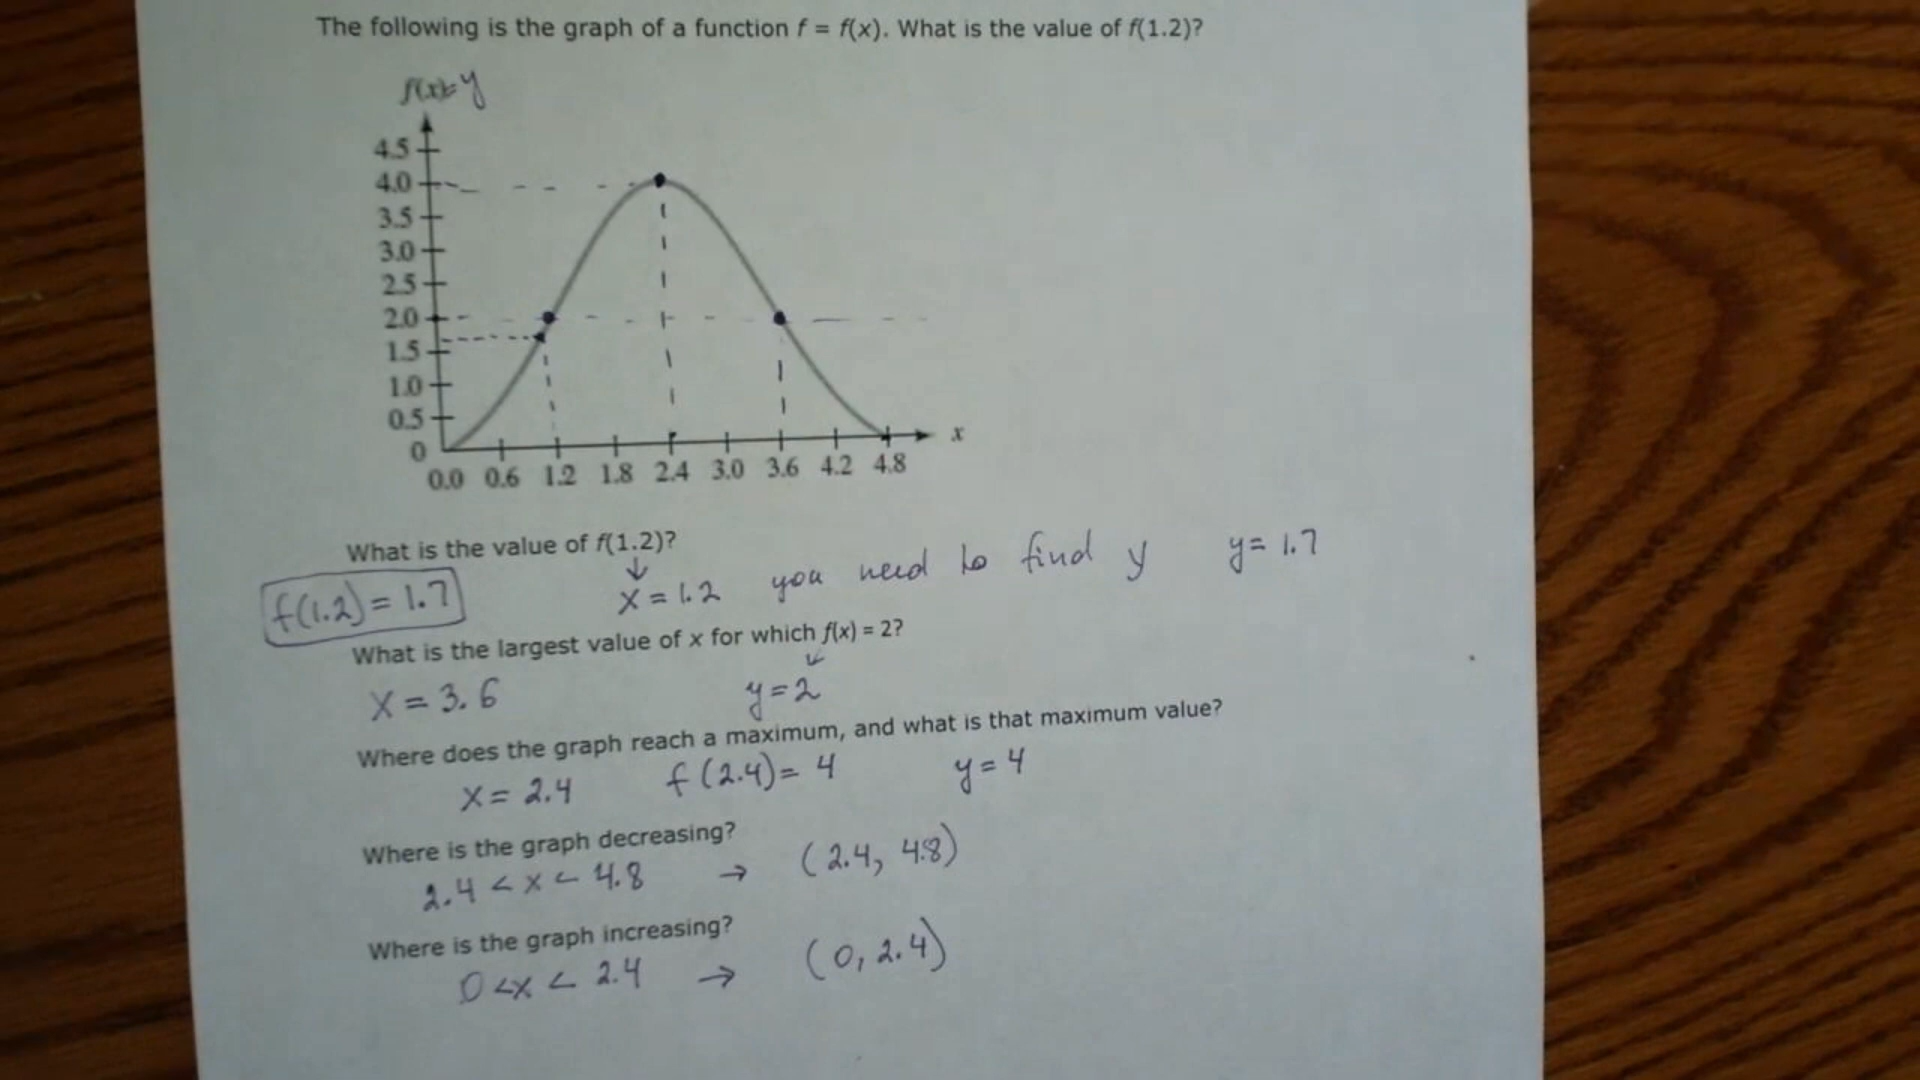 The following is the graph of a function f = f(x). What is the value of f(1.2)?
f(x)= y
4.5
4.0
3.5
3.0
2.5
2.0
1.5
1.0
0.5
0
x
0.0 0.6 1.2 1.8 2.4 3.0 3.6 4.2 4.8
What is the value of f(1.2)?
f(1.2) = 1.7
x = 1.2 you need to find y y = 1.7
What is the largest value of x for which f(x) = 2?
x = 3.6 y = 2
Where does the graph reach a maximum, and what is that maximum value?
x = 2.4 f(2.4) = 4 y = 4
Where is the graph decreasing?
2.4 < x < 4.8 → (2.4, 4.8)
Where is the graph increasing?
0 < x < 2.4 → (0, 2.4)